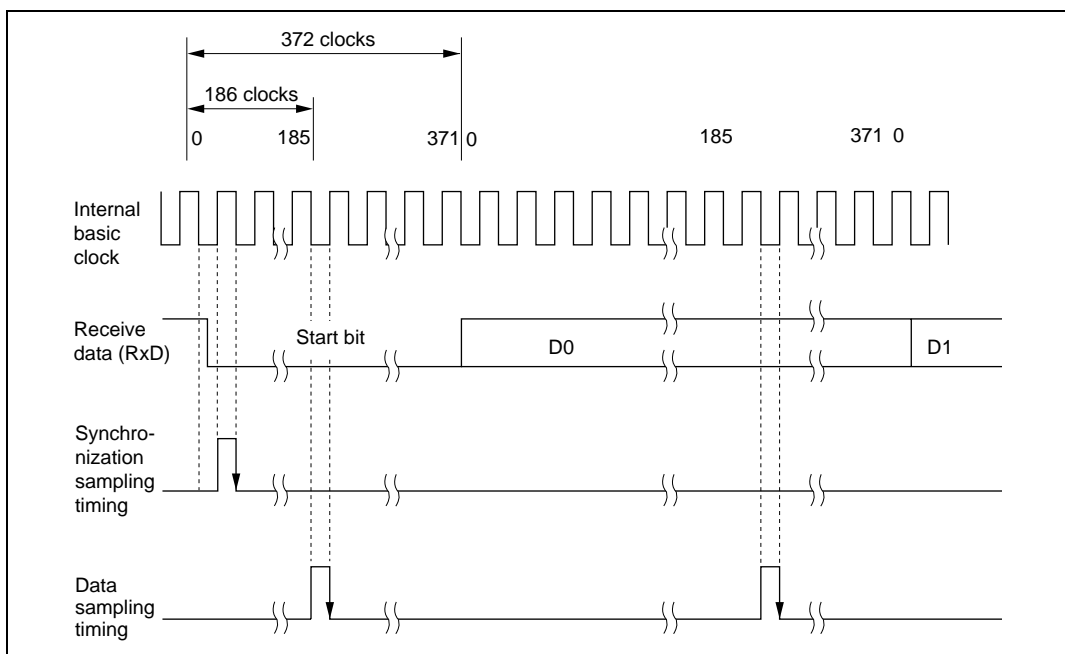 372 clocks
186 clocks
0
185
371 0
185
371 0
Internal
basic
clock
Receive
data (RxD)
Start bit
D0
D1
Synchro-
nization
sampling
timing
Data
sampling
timing